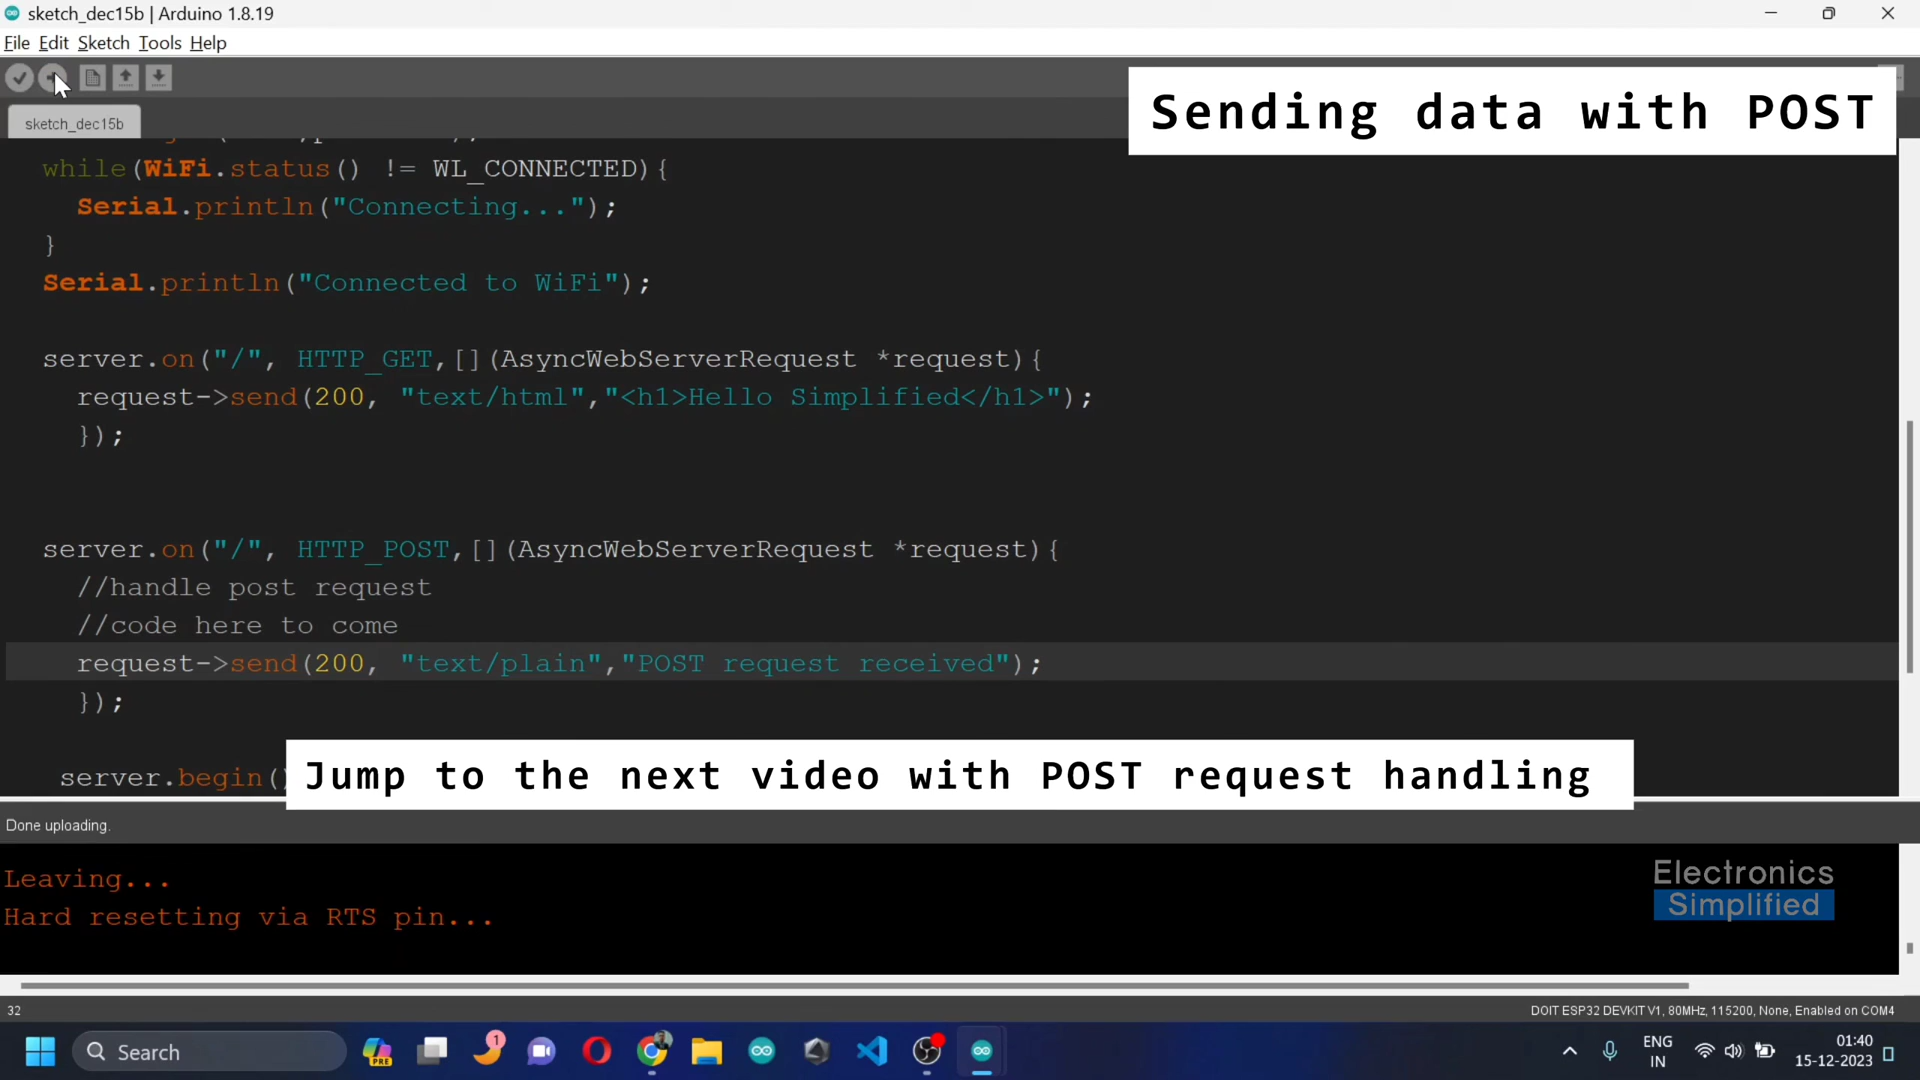 sketch_dec15b | Arduino 1.8.19
File Edit Sketch Tools Help
Sending data with POST
sketch_dec15b
while(WiFi.status() != WL_CONNECTED){
Serial.println("Connecting...");
}
Serial.println("Connected to WiFi");
server.on("/", HTTP_GET,[](AsyncWebServerRequest *request){
request->send(200, "text/html","<h1>Hello Simplified</h1>");
});
server.on("/", HTTP_POST,[](AsyncWebServerRequest *request){
//handle post request
//code here to come
request->send(200, "text/plain","POST request received");
});
server.begin()
Jump to the next video with POST request handling
Done uploading.
Leaving...
Hard resetting via RTS pin...
Electronics
Simplified
32
DOIT ESP32 DEVKIT V1, 80MHz, 115200, None, Enabled on COM4
Search
PRE
1
ENG
IN
01:40
15-12-2023